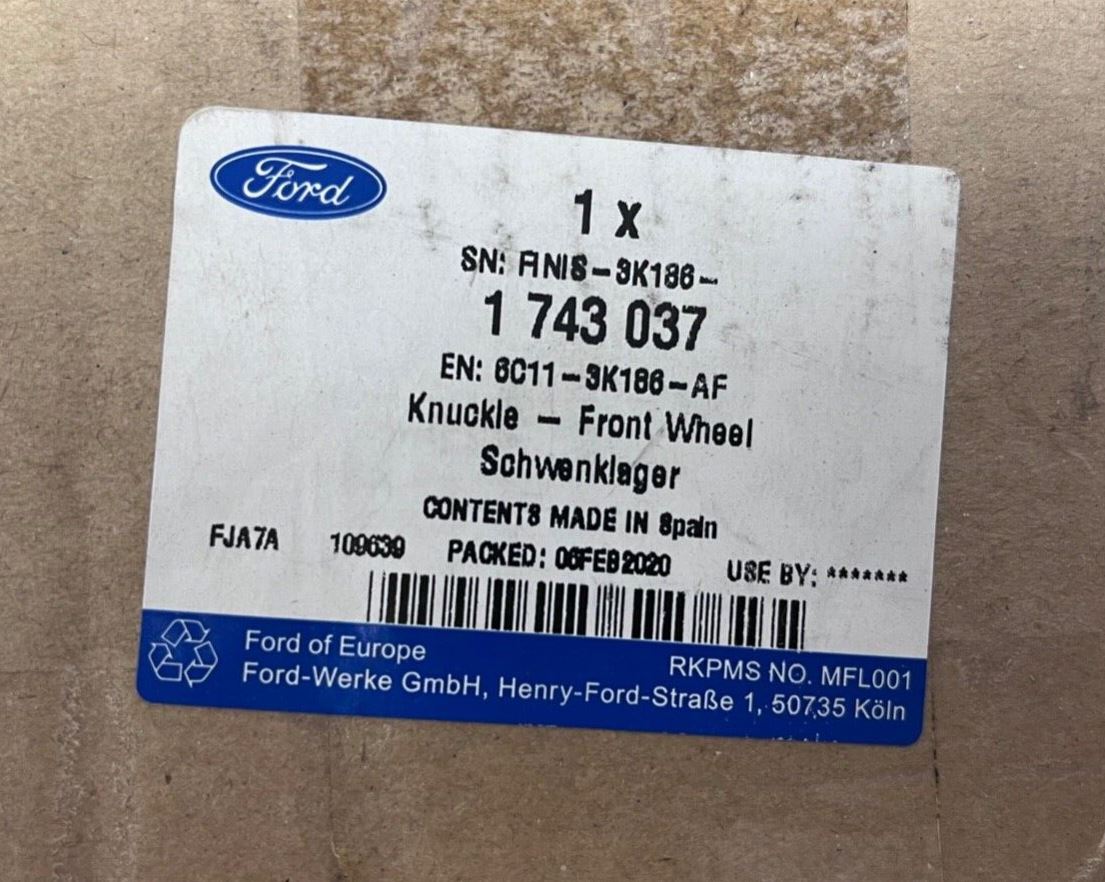 Ford
1 x
SN: FINIS-3K186-
1 743 037
EN: 6C11-3K186-AF
Knuckle - Front Wheel
Schwenklager
CONTENTS MADE IN Spain
FJA7A 109639 PACKED: 06FEB2020 USE BY: *******
Ford of Europe
RKPMS NO. MFL001
Ford-Werke GmbH, Henry-Ford-Straße 1, 50735 Köln